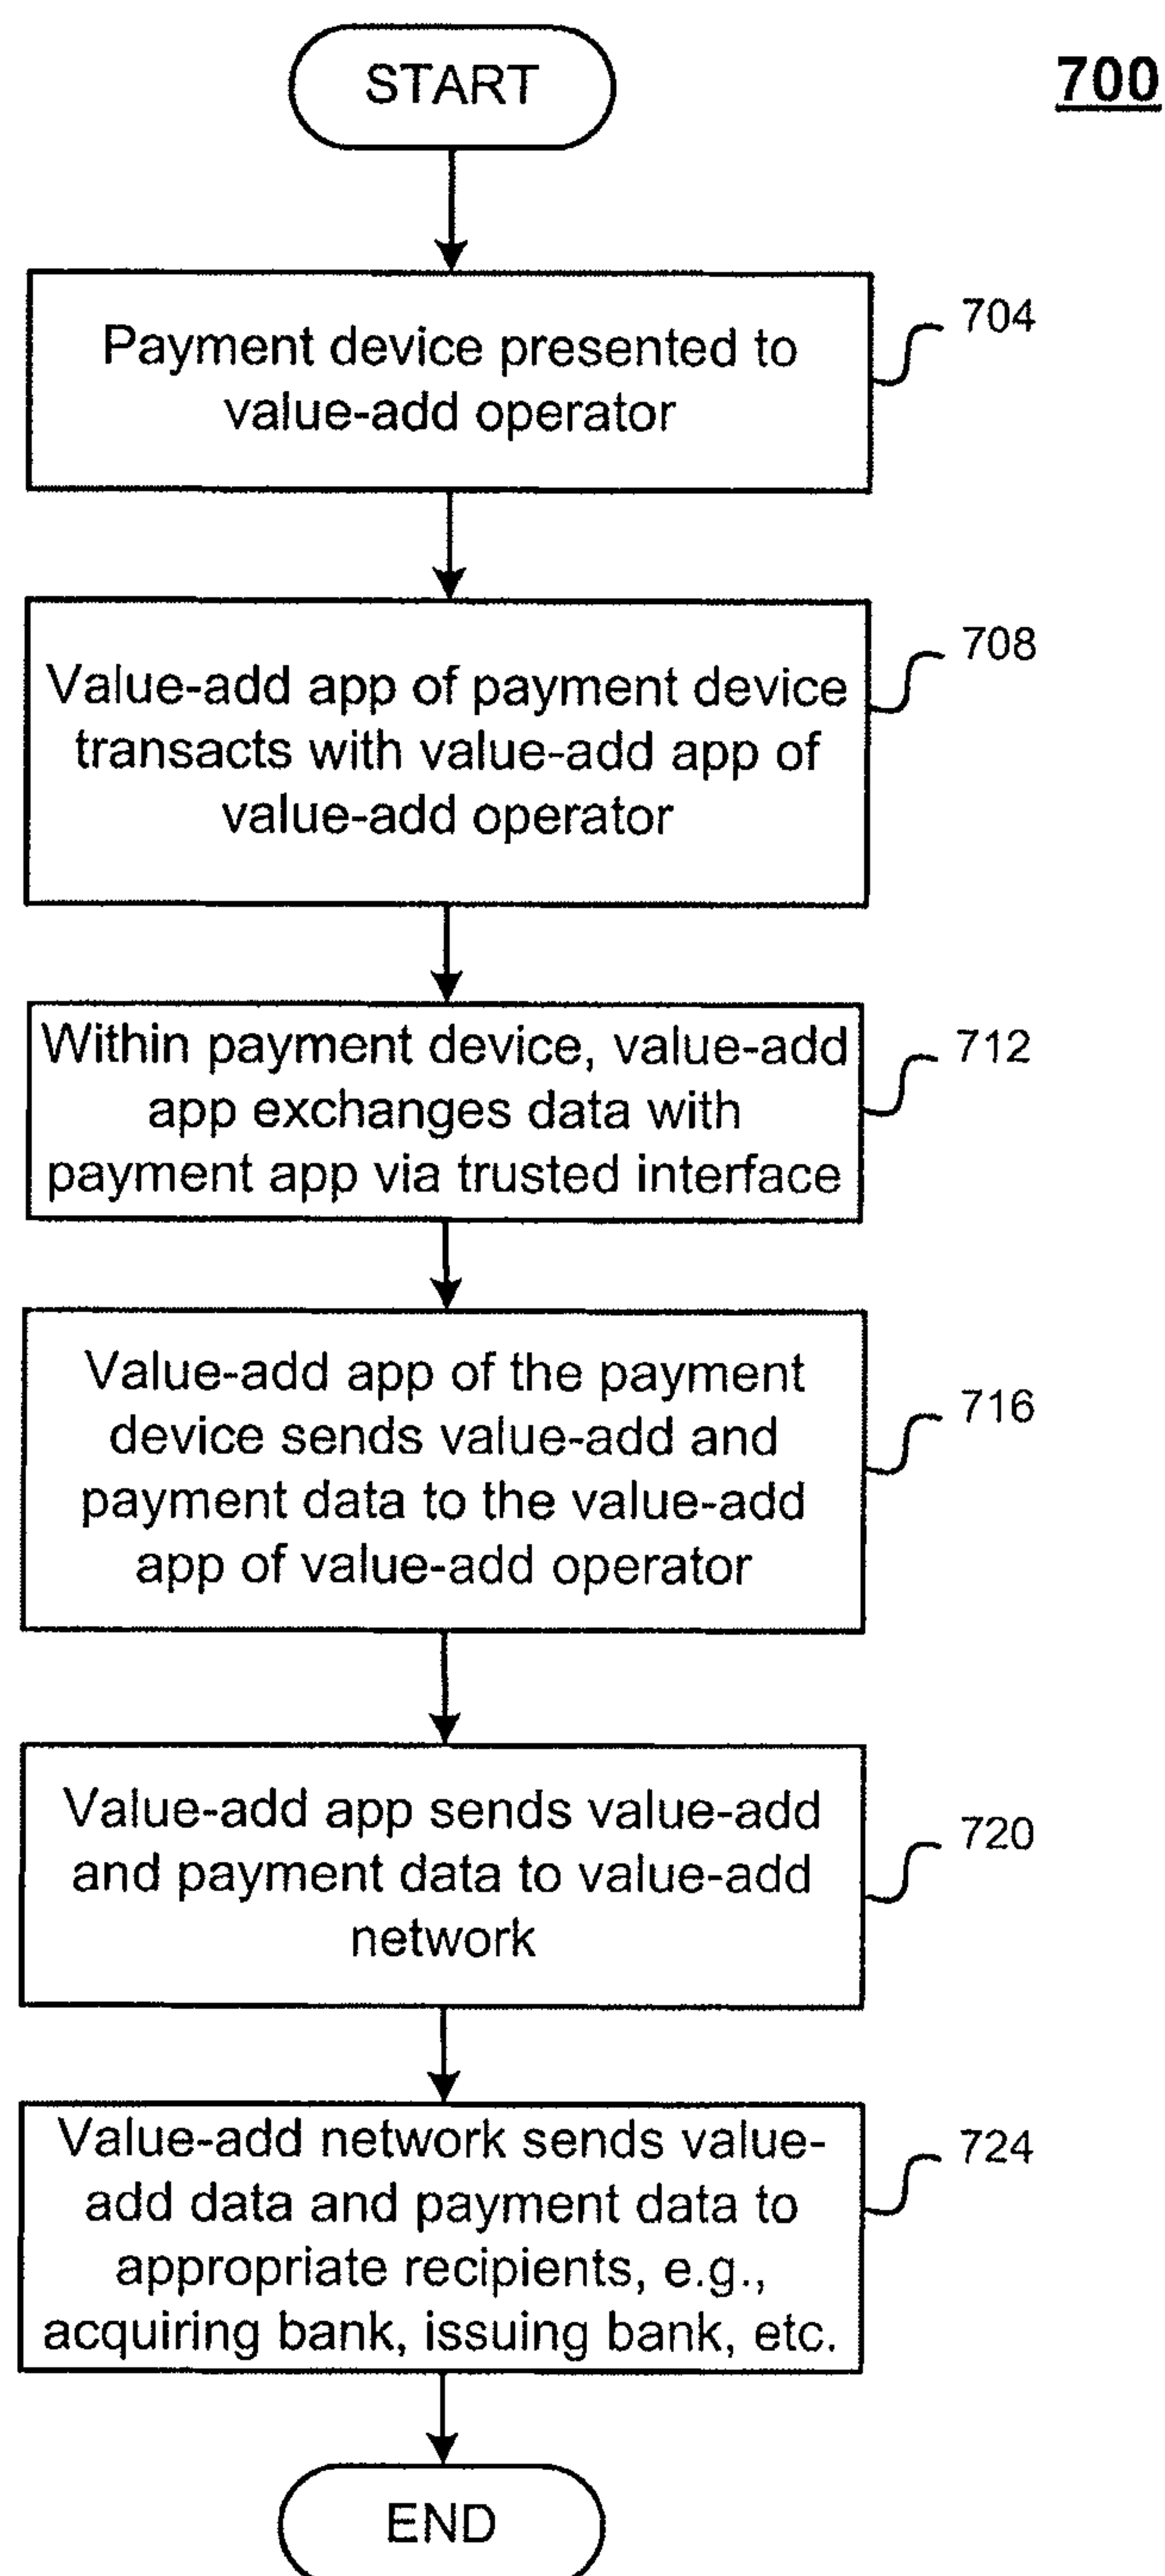 START
700
Payment device presented to
value-add operator
704
Value-add app of payment device
transacts with value-add app of
value-add operator
708
Within payment device, value-add
app exchanges data with
payment app via trusted interface
712
Value-add app of the payment
device sends value-add and
payment data to the value-add
app of value-add operator
716
Value-add app sends value-add
and payment data to value-add
network
720
Value-add network sends value-
add data and payment data to
appropriate recipients, e.g.,
acquiring bank, issuing bank, etc.
724
END